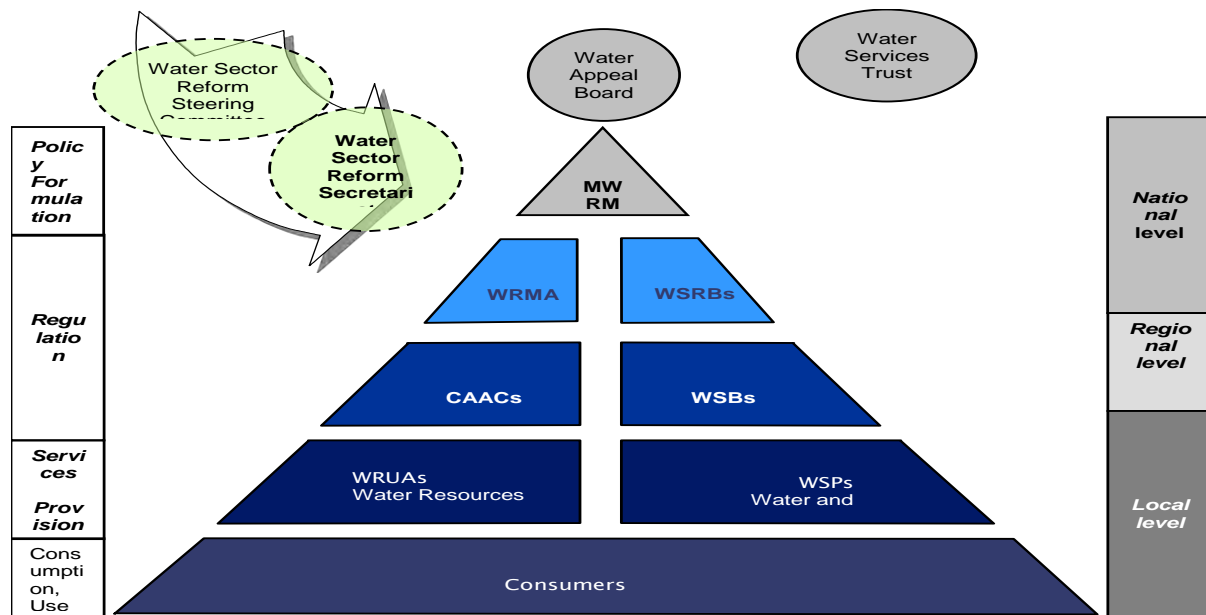 Water Sector
Reform
Steering
Committee
Water
Sector
Reform
Secretari
Water
Appeal
Board
Water
Services
Trust
Polic
y
For
mula
tion
MW
RM
Natio
nal
level
WRMA
WSRBs
Regu
latio
n
Regio
nal
level
CAACs
WSBs
Servi
ces
Prov
ision
WRUAs
Water Resources
WSPs
Water and
Local
level
Cons
umpti
on,
Use
Consumers